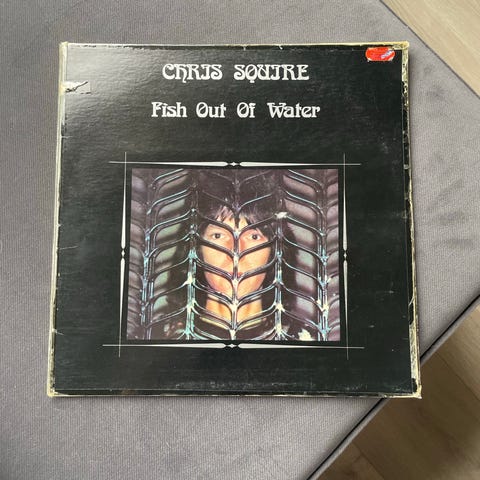 CHRIS SQUIRE
Fish Out Of Water